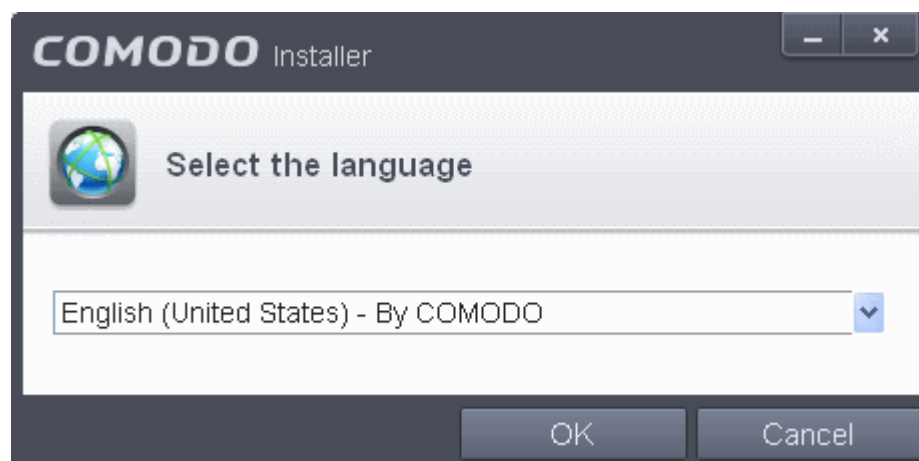 COMODO Installer
Select the language
English (United States) - By COMODO
OK
Cancel